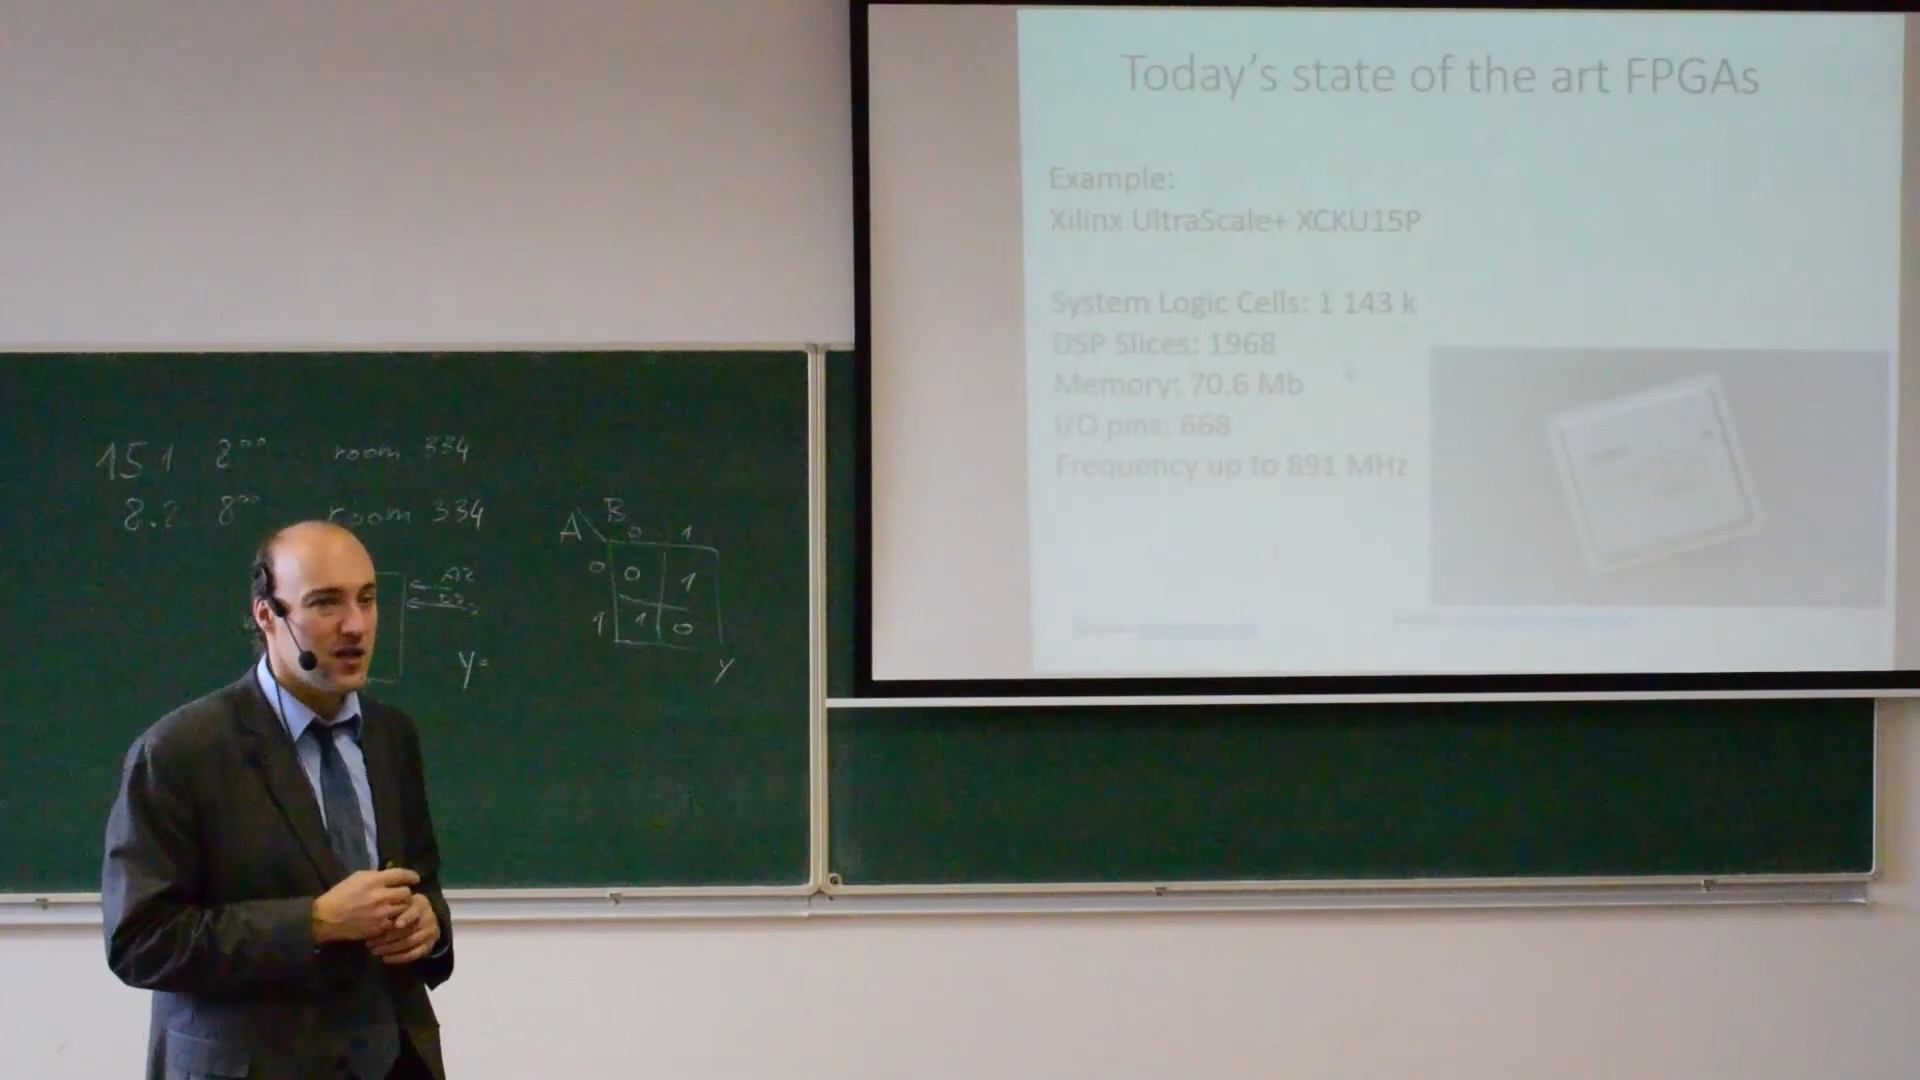 Today's state of the art FPGAs
Example:
Xilinx UltraScale+ XCKU15P
System Logic Cells: 1 143 k
DSP Slices: 1968
Memory: 70.6 Mb
I/O pins: 668
Frequency up to 891 MHz
15.1 8⁰⁰ room 334
8.2. 8⁰⁰ room 334
A B
0 1
0 0 1
1 1 0
Y
Y=